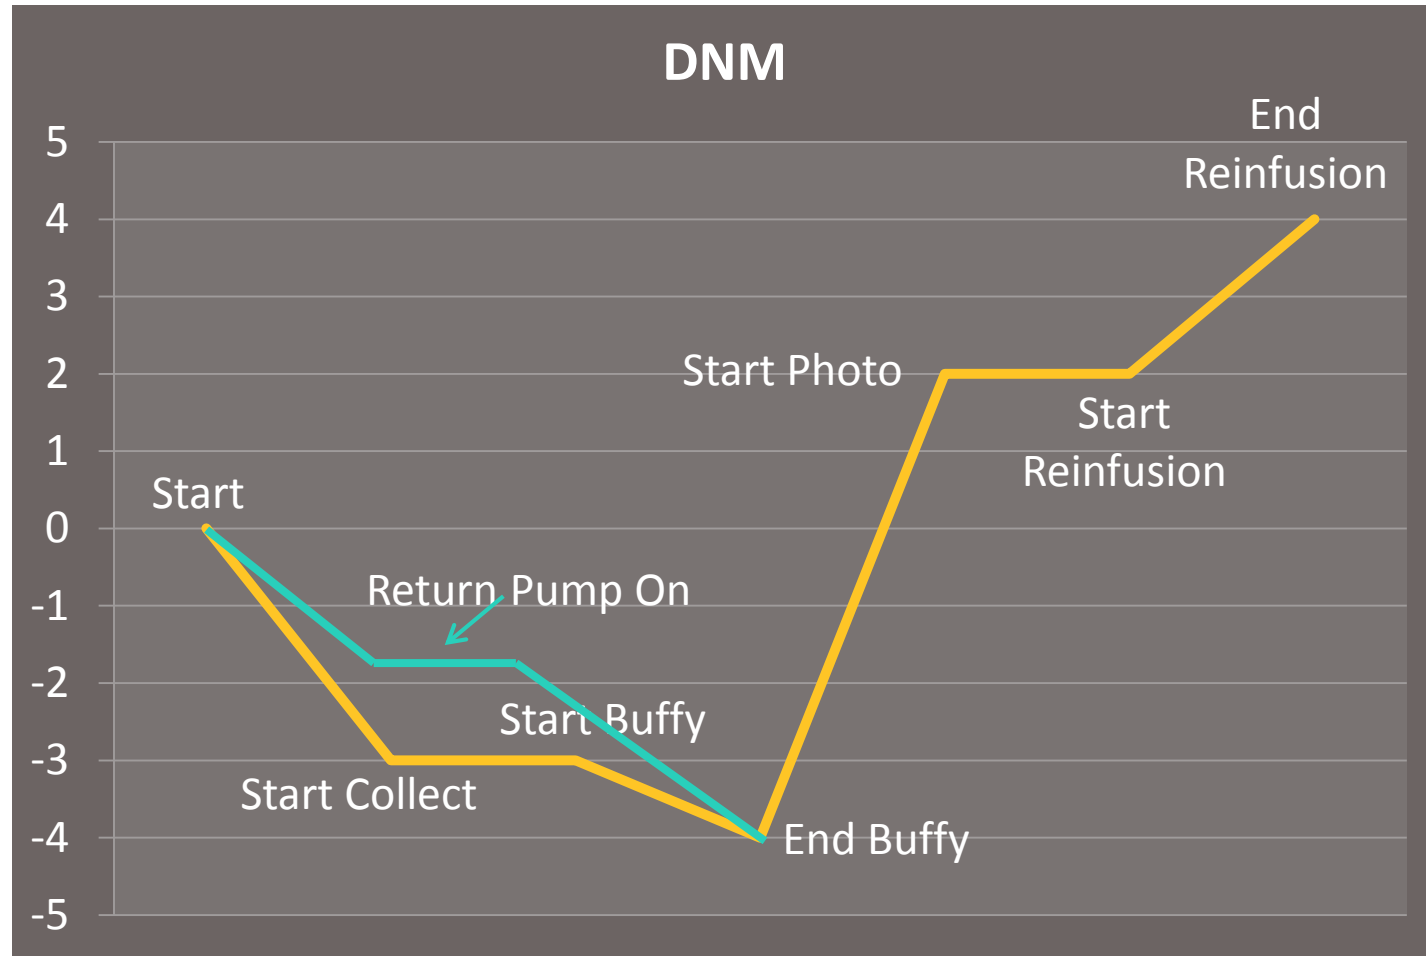 DNM
End
Reinfusion
5
4
3
2
1
0
-1
-2
-3
-4
-5
Start Photo
Start
Reinfusion
Start
Return Pump On
Start Buffy
Start Collect
End Buffy